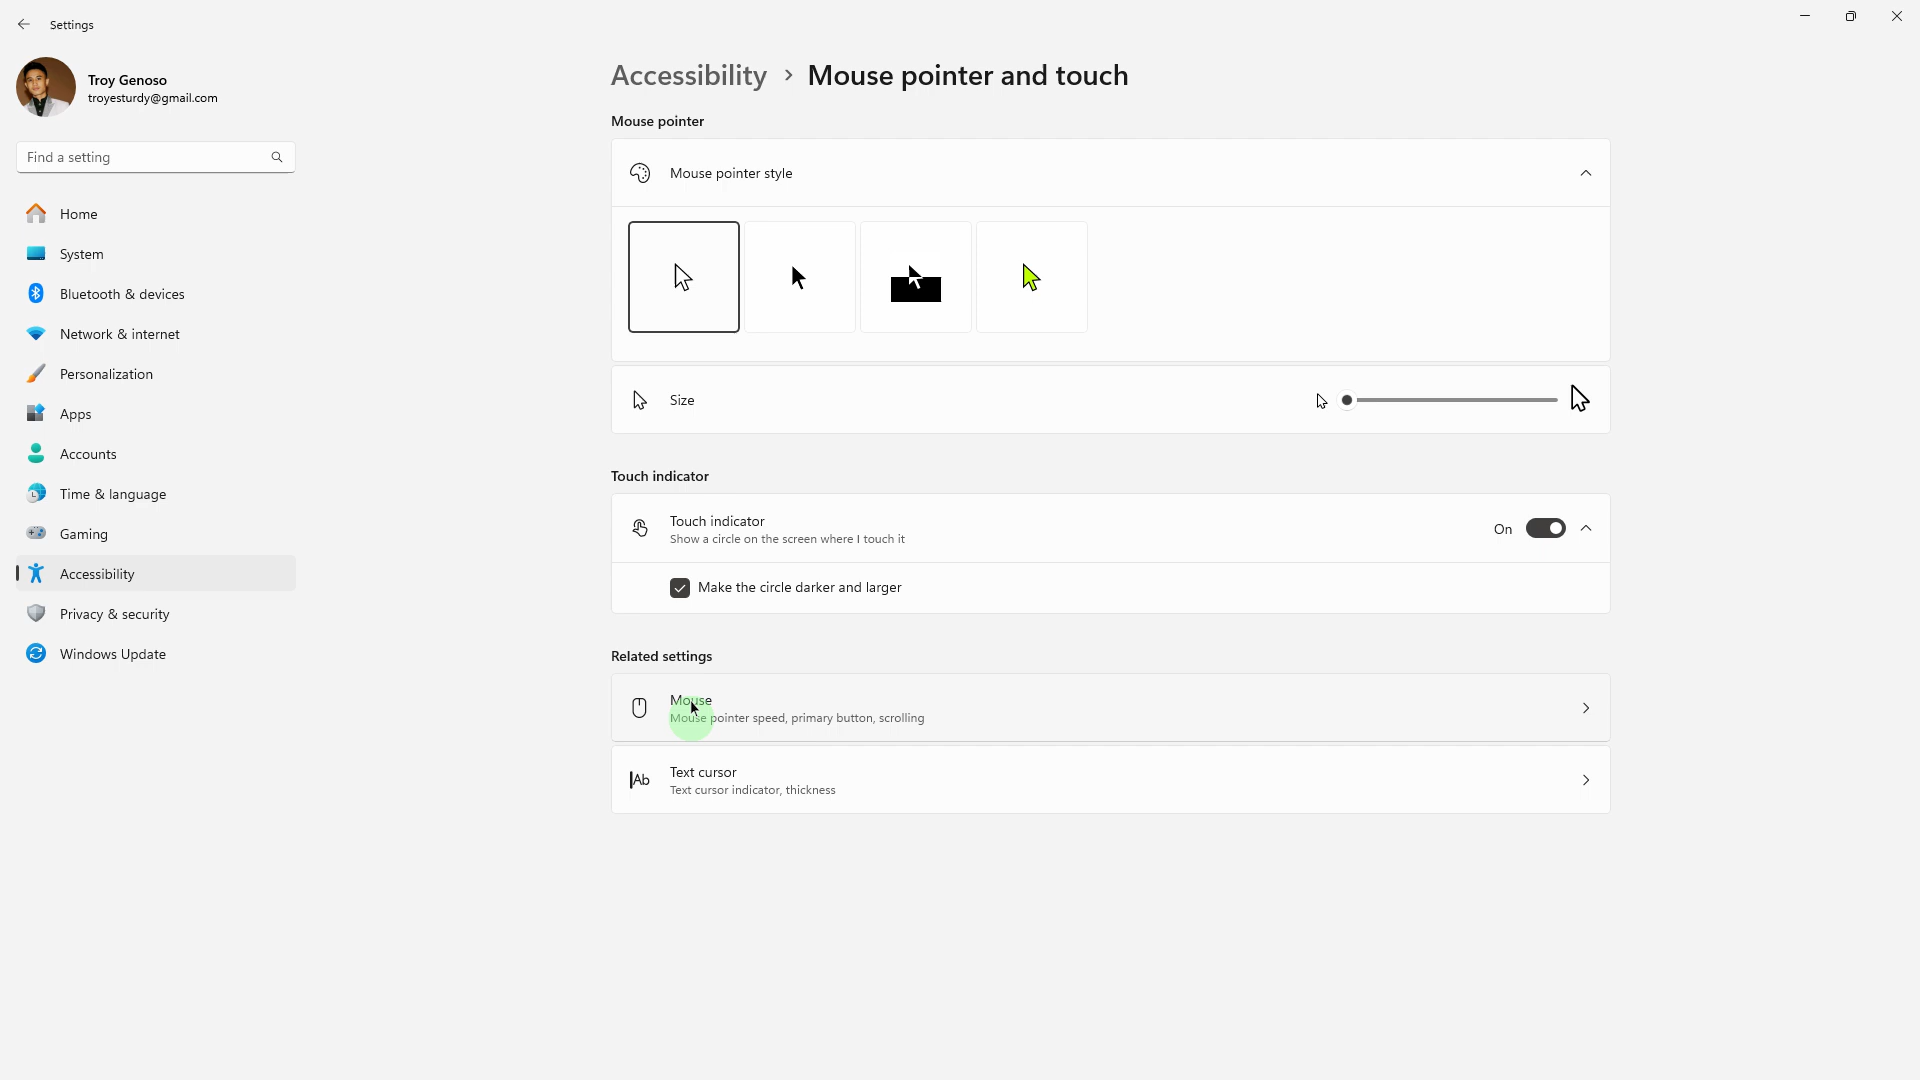 Settings
Troy Genoso
troyesturdy@gmail.com
Find a setting
Home
System
Bluetooth & devices
Network & internet
Personalization
Apps
Accounts
Time & language
Gaming
Accessibility
Privacy & security
Windows Update
Accessibility > Mouse pointer and touch
Mouse pointer
Mouse pointer style
Size
Touch indicator
Touch indicator
Show a circle on the screen where I touch it
On
Make the circle darker and larger
Related settings
Mouse
Mouse pointer speed, primary button, scrolling
Ab
Text cursor
Text cursor indicator, thickness